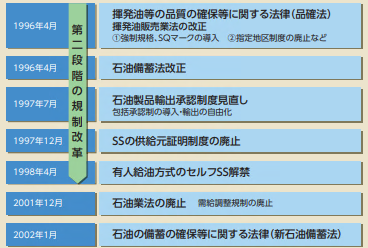 1996年4月
揮発油等の品質の確保等に関する法律(品確法)
揮発油販売業法の改正
①強制規格、SQマークの導入 ②指定地区制度の廃止など
1996年4月
石油備蓄法改正
1997年7月
石油製品輸出承認制度見直し
包括承認制の導入・輸出の自由化
1997年12月
SSの供給元証明制度の廃止
1998年4月
有人給油方式のセルフSS解禁
2001年12月
石油業法の廃止 需給調整規制の廃止
2002年1月
石油の備蓄の確保等に関する法律(新石油備蓄法)
第二段階の規制改革